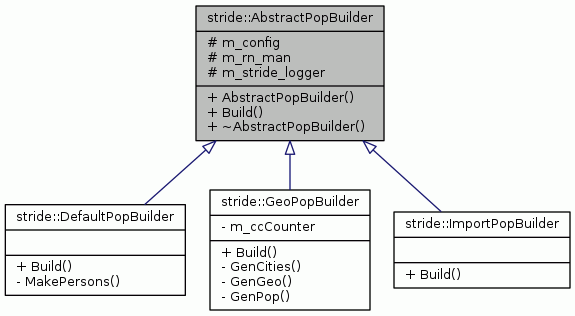 stride::AbstractPopBuilder
# m_config
# m_rn_man
# m_stride_logger
+ AbstractPopBuilder()
+ Build()
+ ~AbstractPopBuilder()
stride::DefaultPopBuilder
+ Build()
- MakePersons()
stride::GeoPopBuilder
- m_ccCounter
+ Build()
- GenCities()
- GenGeo()
- GenPop()
stride::ImportPopBuilder
+ Build()